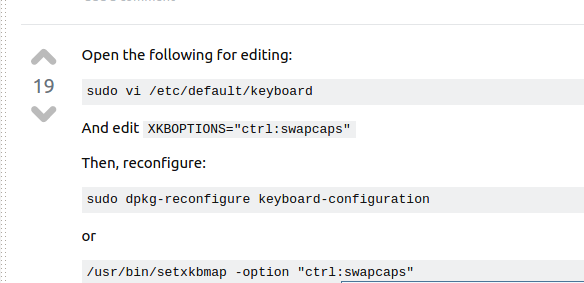 Open the following for editing:
19
sudo vi /etc/default/keyboard
And edit XKBOPTIONS="ctrl:swapcaps"
Then, reconfigure:
sudo dpkg-reconfigure keyboard-configuration
or
/usr/bin/setxkbmap -option "ctrl:swapcaps"